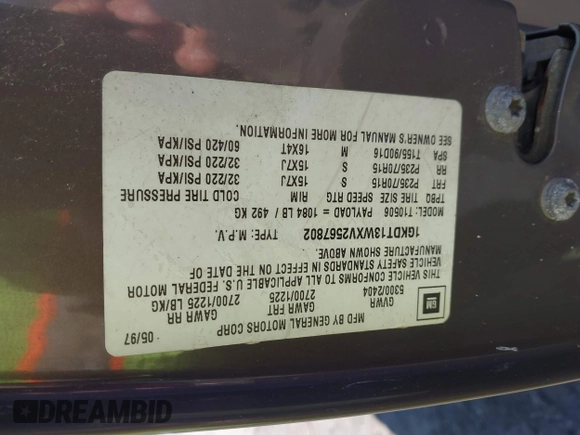 MFD BY GENERAL MOTORS CORP 05/97
GVWR GAWR FRT GAWR RR
5300/2404 2700/1225 2700/1225 LB/KG
THIS VEHICLE CONFORMS TO ALL APPLICABLE U.S. FEDERAL MOTOR
VEHICLE SAFETY STANDARDS IN EFFECT ON THE DATE OF
MANUFACTURE SHOWN ABOVE.
1GKDT13WXV2567802 TYPE: M.P.V.
MODEL: T10506 PAYLOAD = 1084 LB / 492 KG
TIRE SIZE SPEED RTG RIM COLD TIRE PRESSURE
FRT P235/70R15 S 15X7J 32/220 PSI/KPA
RR P235/70R15 S 15X7J 32/220 PSI/KPA
SPA T155/90D16 M 16X4T 60/420 PSI/KPA
SEE OWNER'S MANUAL FOR MORE INFORMATION.
GM
DREAMBID